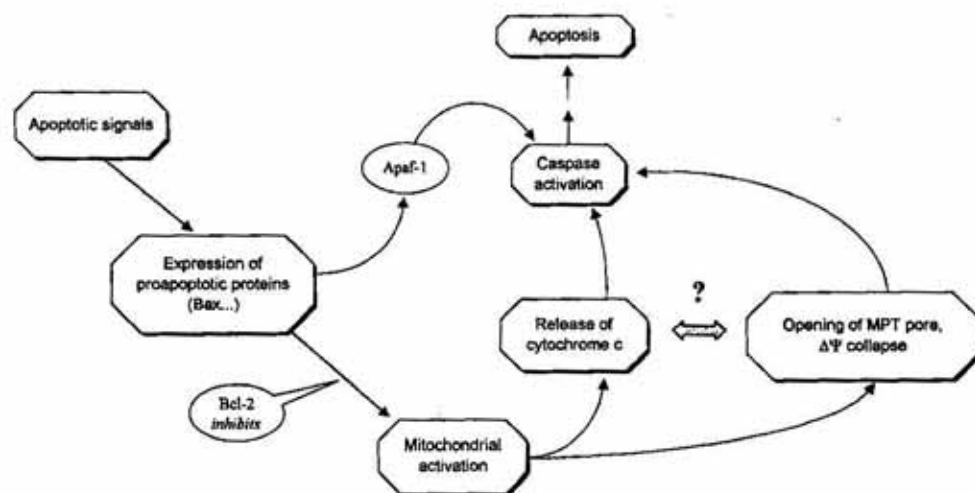 Apoptosis
Apoptotic signals
Apaf-1
Caspase
activation
Expression of
proapoptotic proteins
(Bax...)
?
Release of
cytochrome c
Opening of MPT pore,
ΔΨ collapse
Bcl-2
inhibits
Mitochondrial
activation